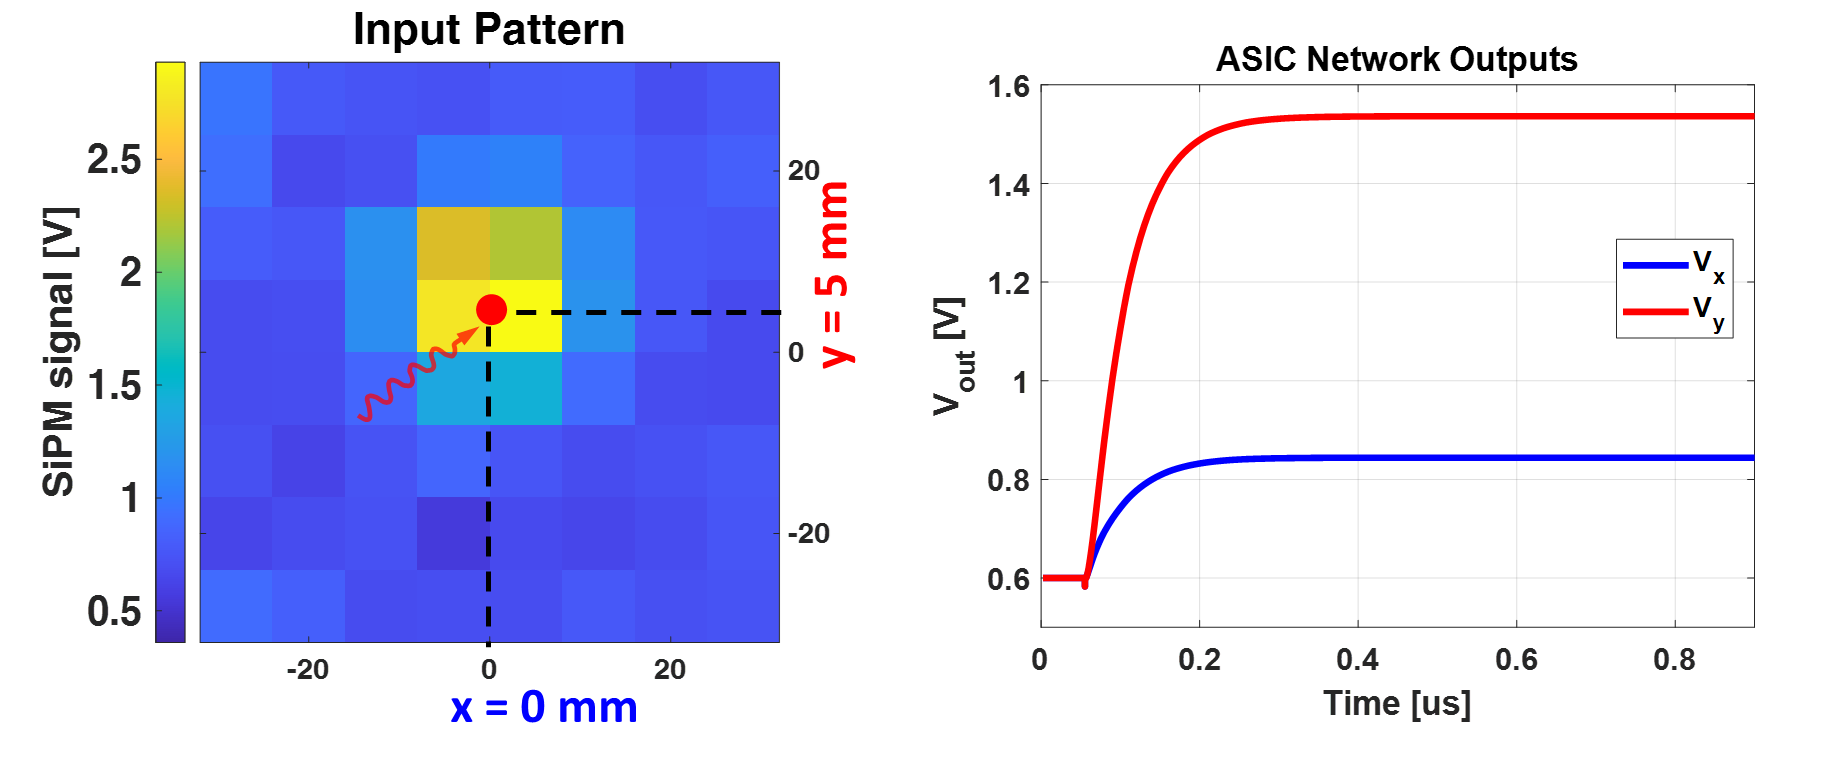 Input Pattern
SiPM signal [V]
2.5
2
1.5
1
0.5
20
0
-20
y = 5 mm
-20
0
20
x = 0 mm
ASIC Network Outputs
V_out [V]
1.6
1.4
1.2
1
0.8
0.6
V_x
V_y
0
0.2
0.4
0.6
0.8
Time [us]